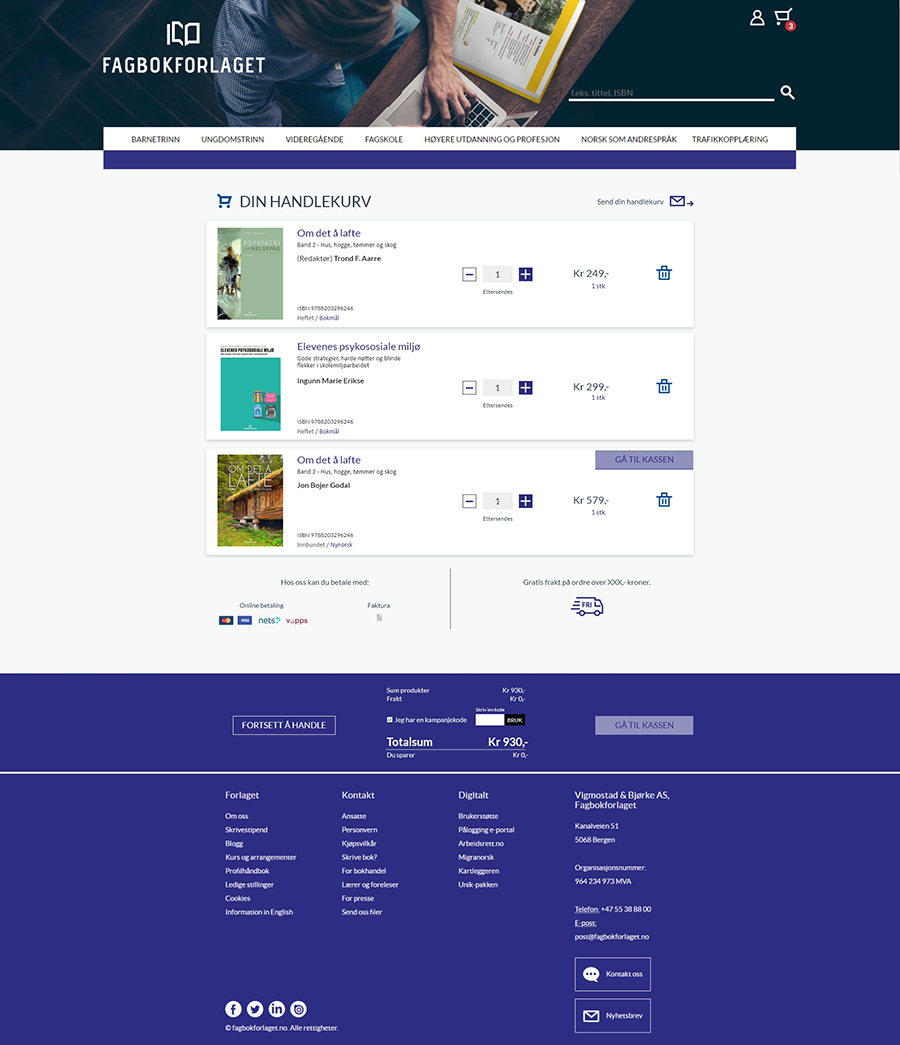 FAGBOKFORLAGET
3
f.eks. tittel, ISBN
BARNETRINN UNGDOMSTRINN VIDEREGÅENDE FAGSKOLE HØYERE UTDANNING OG PROFESJON NORSK SOM ANDRESPRÅK TRAFIKKOPPLÆRING
DIN HANDLEKURV
Send din handlekurv
PSYKIATRI
for HELSEFAG
Om det å lafte
Band 2 - Hus, hogge, tømmer og skog
(Redaktør) Trond F. Aarre
1
Ettersendes
Kr 249,-
1 stk
ISBN 9788203296246
Heftet / Bokmål
ELEVENES PSYKOSOSIALE MILJØ
Elevenes psykososiale miljø
Gode strategier, harde nøtter og blinde
flekker i skolemiljøarbeidet
Ingunn Marie Erikse
1
Ettersendes
Kr 299,-
1 stk
ISBN 9788203296246
Heftet / Bokmål
OM DET Å
LAFTE
Om det å lafte
Band 2 - Hus, hogge, tømmer og skog
Jon Bojer Godal
GÅ TIL KASSEN
1
Ettersendes
Kr 579,-
1 stk
ISBN 9788203296246
Innbundet / Nynorsk
Hos oss kan du betale med:
Online betaling
Faktura
VISA nets vipps
Gratis frakt på ordre over XXX,- kroner.
FRI
FORTSETT Å HANDLE
Sum produkter Kr 930,-
Frakt Kr 0,-
Skriv inn kode
Jeg har en kampanjekode BRUK
Totalsum Kr 930,-
Du sparer Kr 0,-
GÅ TIL KASSEN
Forlaget
Om oss
Skrivestipend
Blogg
Kurs og arrangementer
Profilhåndbok
Ledige stillinger
Cookies
Information in English
Kontakt
Ansatte
Personvern
Kjøpsvilkår
Skrive bok?
For bokhandel
Lærer og foreleser
For presse
Send oss filer
Digitalt
Brukerstøtte
Pålogging e-portal
Arbeidsrett.no
Migranorsk
Kartleggeren
Unik-pakken
Vigmostad & Bjørke AS,
Fagbokforlaget
Kanalveien 51
5068 Bergen
Organisasjonsnummer:
964 234 973 MVA
Telefon: +47 55 38 88 00
E-post:
post@fagbokforlaget.no
Kontakt oss
Nyhetsbrev
© fagbokforlaget.no. Alle rettigheter.